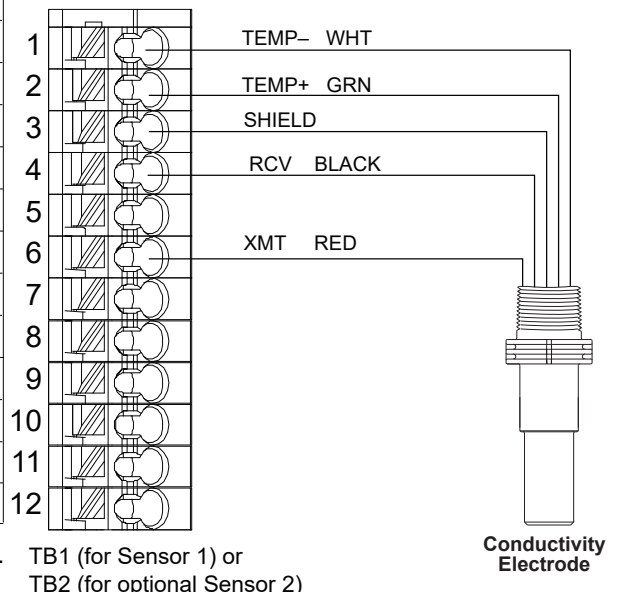 1 TEMP– WHT
2 TEMP+ GRN
3 SHIELD
4 RCV BLACK
5
6 XMT RED
7
8
9
10
11
12
Conductivity
Electrode
. TB1 (for Sensor 1) or
TB2 (for optional Sensor 2)